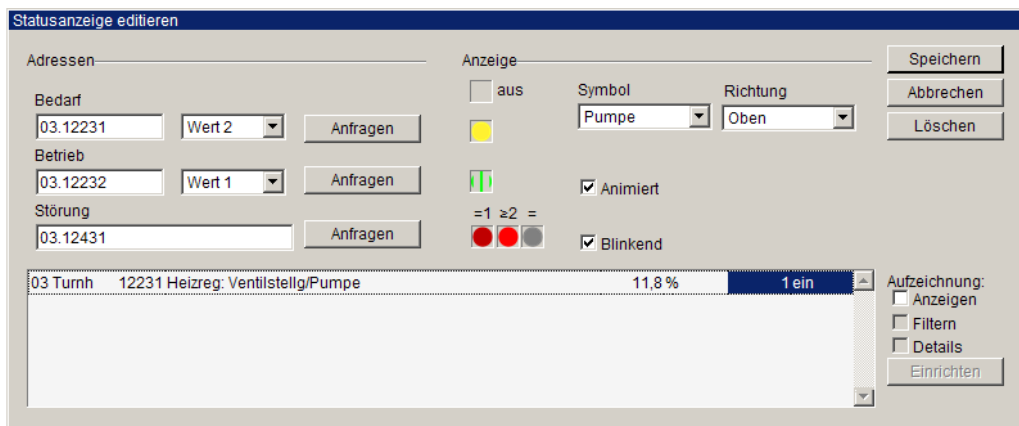 Statusanzeige editieren
Adressen
Anzeige
Speichern
aus
Symbol
Richtung
Abbrechen
Bedarf
03.12231
Wert 2
Anfragen
Pumpe
Oben
Löschen
Betrieb
03.12232
Wert 1
Anfragen
Animiert
Störung
=1 ≥2 =
03.12431
Anfragen
Blinkend
03 Turnh 12231 Heizreg: Ventilstellg/Pumpe 11,8 % 1 ein
Aufzeichnung:
Anzeigen
Filtern
Details
Einrichten